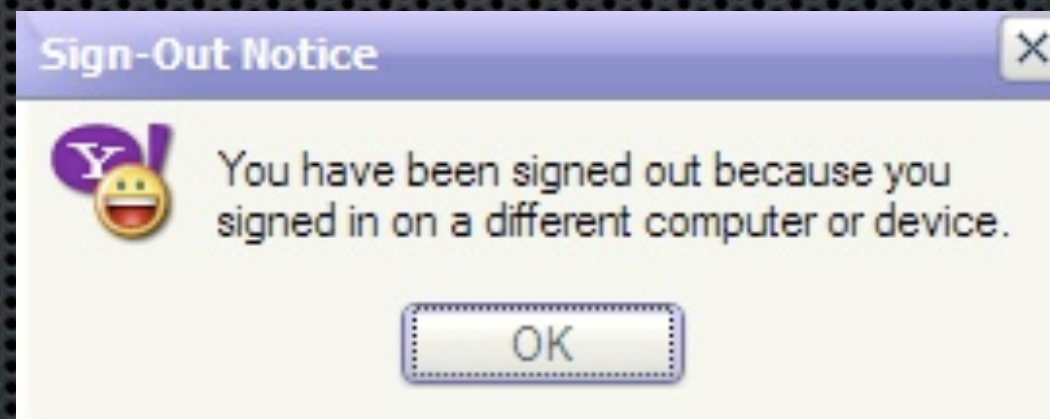 Sign-Out Notice
Y!
You have been signed out because you
signed in on a different computer or device.
OK